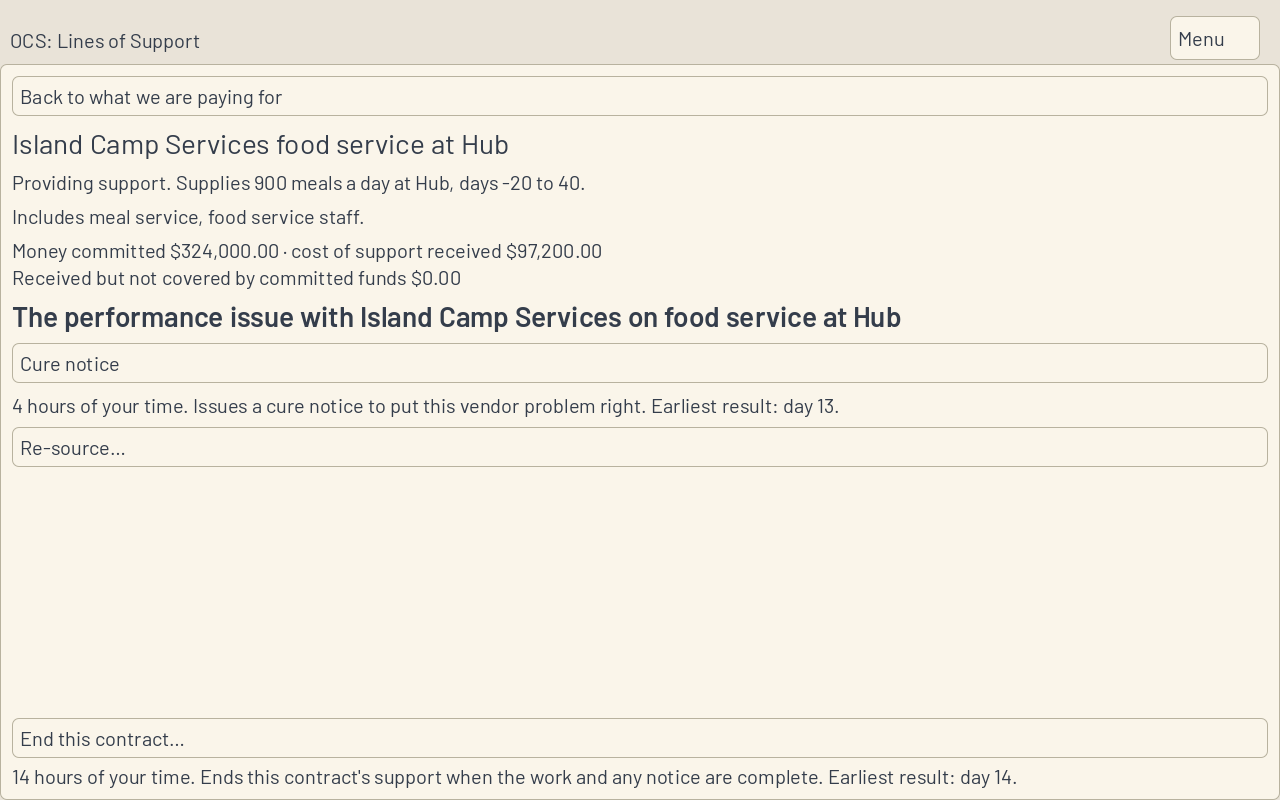 OCS: Lines of Support
Menu
Back to what we are paying for
Island Camp Services food service at Hub
Providing support. Supplies 900 meals a day at Hub, days -20 to 40.
Includes meal service, food service staff.
Money committed $324,000.00 · cost of support received $97,200.00
Received but not covered by committed funds $0.00
The performance issue with Island Camp Services on food service at Hub
Cure notice
4 hours of your time. Issues a cure notice to put this vendor problem right. Earliest result: day 13.
Re-source...
End this contract...
14 hours of your time. Ends this contract's support when the work and any notice are complete. Earliest result: day 14.